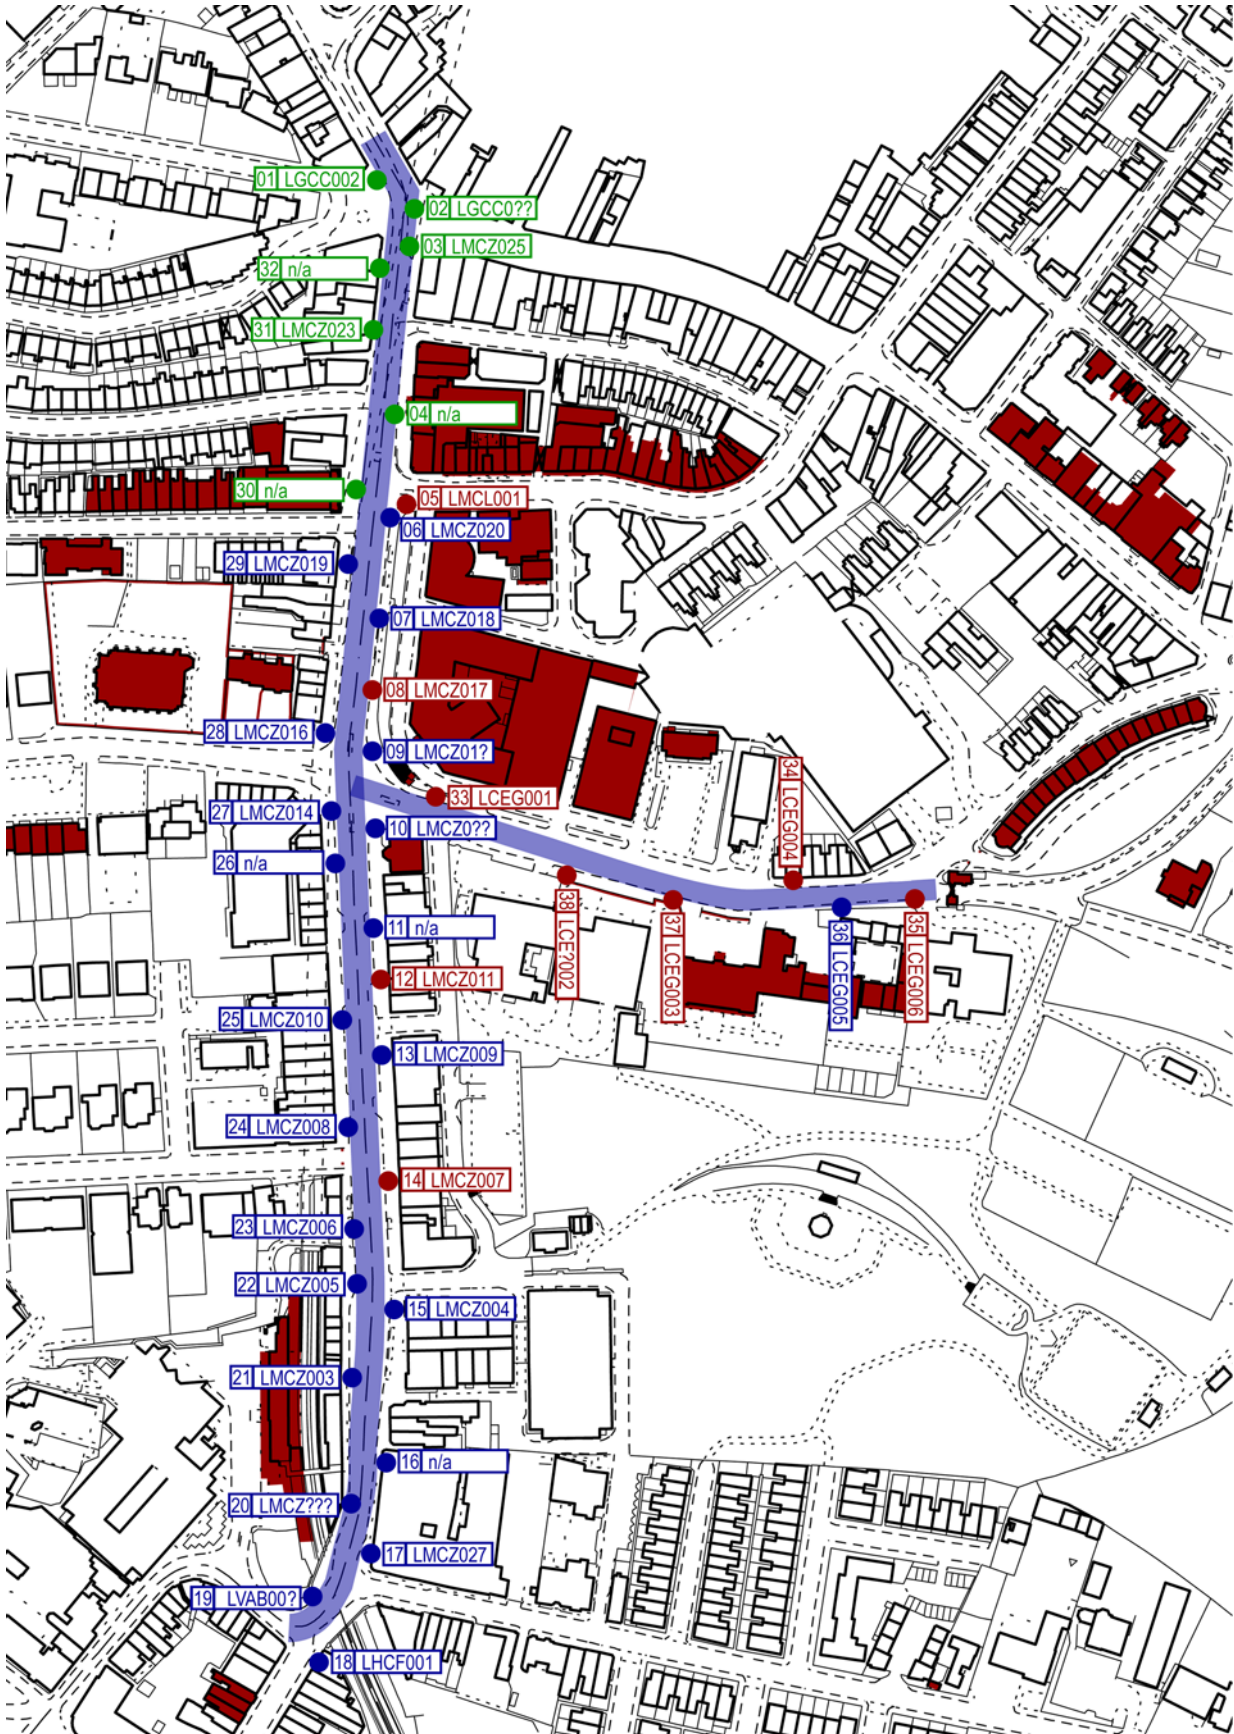 01 LGCC002
02 LGCC0??
03 LMCZ025
32 n/a
31 LMCZ023
04 n/a
30 n/a
05 LMCL001
06 LMCZ020
29 LMCZ019
07 LMCZ018
08 LMCZ017
28 LMCZ016
09 LMCZ01?
34 LCEG004
33 LCEG001
27 LMCZ014
10 LMCZ0??
26 n/a
38 LCE?002
37 LCEG003
36 LCEG005
35 LCEG006
11 n/a
12 LMCZ011
25 LMCZ010
13 LMCZ009
24 LMCZ008
14 LMCZ007
23 LMCZ006
22 LMCZ005
15 LMCZ004
21 LMCZ003
16 n/a
20 LMCZ???
17 LMCZ027
19 LVAB00?
18 LHCF001